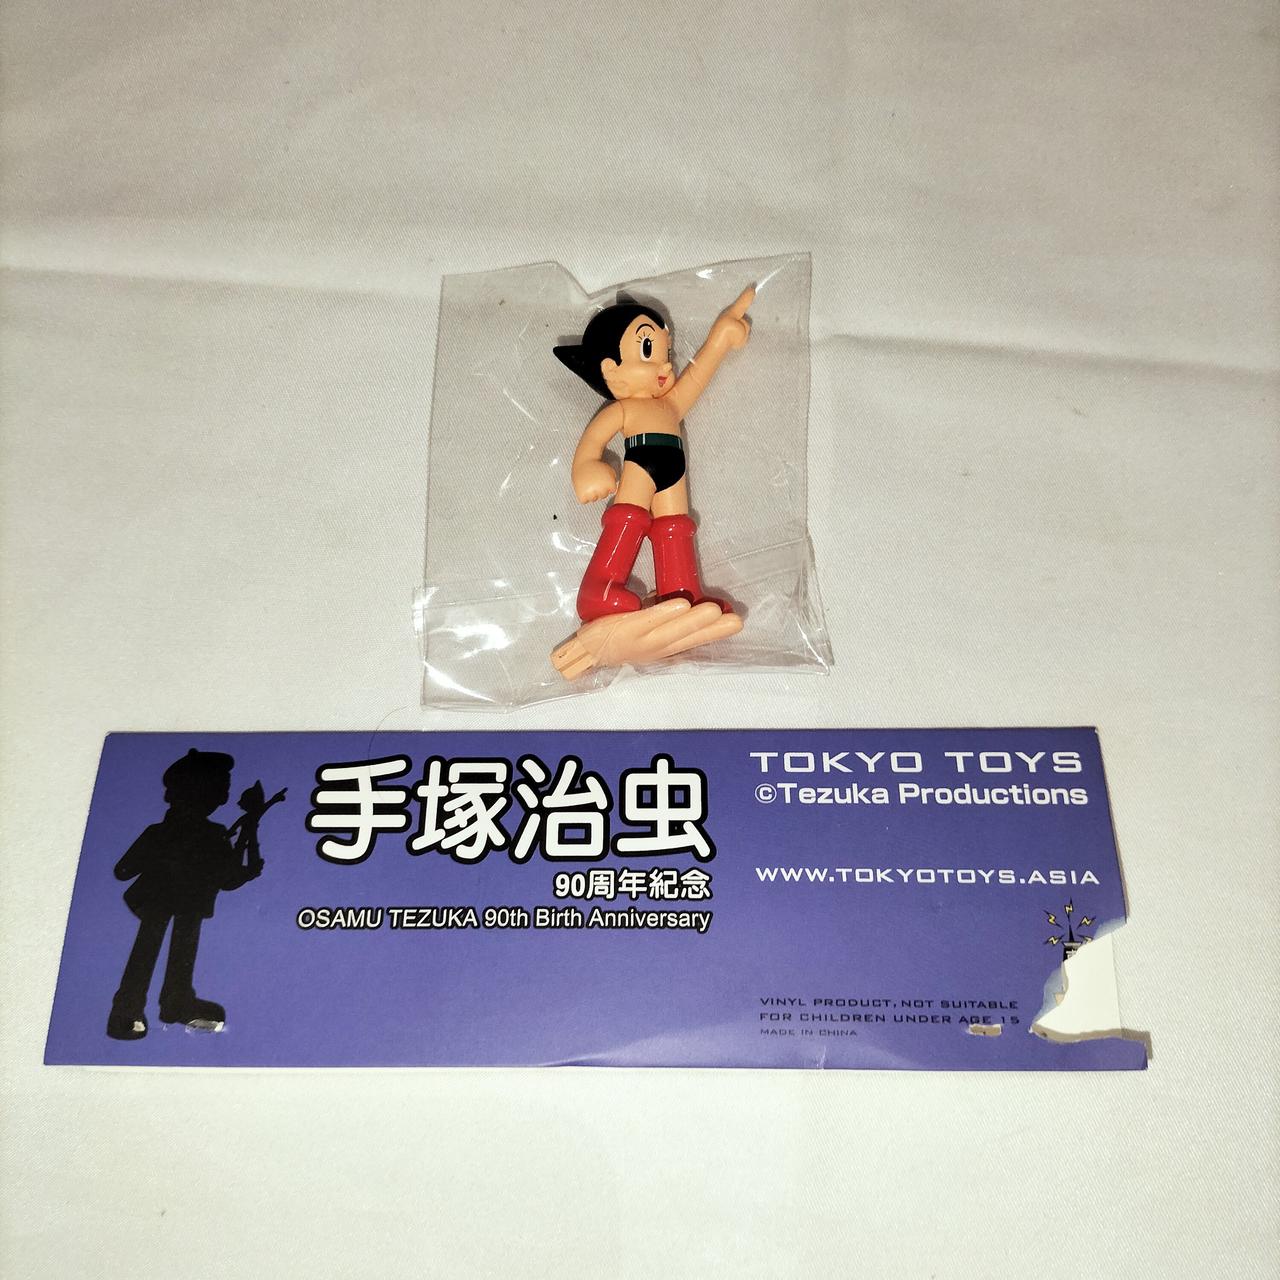 手塚治虫
90周年紀念
OSAMU TEZUKA 90th Birth Anniversary
TOKYO TOYS
©Tezuka Productions
WWW.TOKYOTOYS.ASIA
VINYL PRODUCT, NOT SUITABLE
FOR CHILDREN UNDER AGE 15
MADE IN CHINA